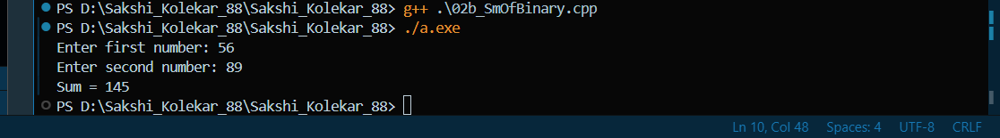 PS D:\Sakshi_Kolekar_88\Sakshi_Kolekar_88> g++ .\02b_SmOfBinary.cpp
PS D:\Sakshi_Kolekar_88\Sakshi_Kolekar_88> ./a.exe
Enter first number: 56
Enter second number: 89
Sum = 145
PS D:\Sakshi_Kolekar_88\Sakshi_Kolekar_88>
Ln 10, Col 48 Spaces: 4 UTF-8 CRLF